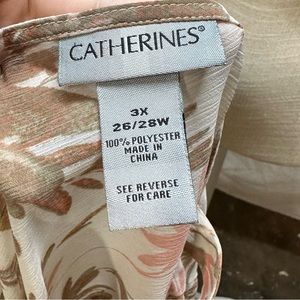 CATHERINES®
3X
26/28W
100% POLYESTER
MADE IN
CHINA
SEE REVERSE
FOR CARE